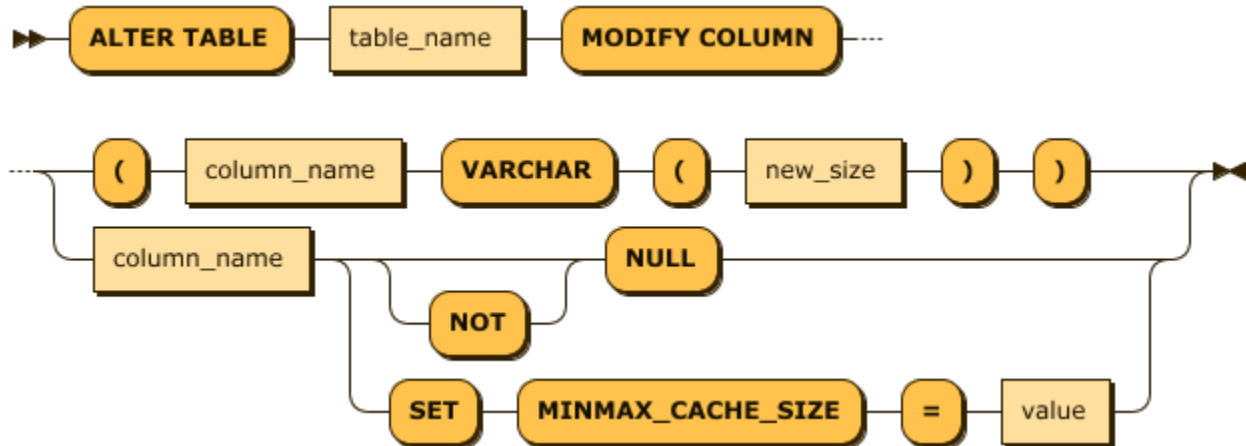 ALTER TABLE table_name MODIFY COLUMN
( column_name VARCHAR ( new_size ) )
column_name NULL
NOT
SET MINMAX_CACHE_SIZE = value